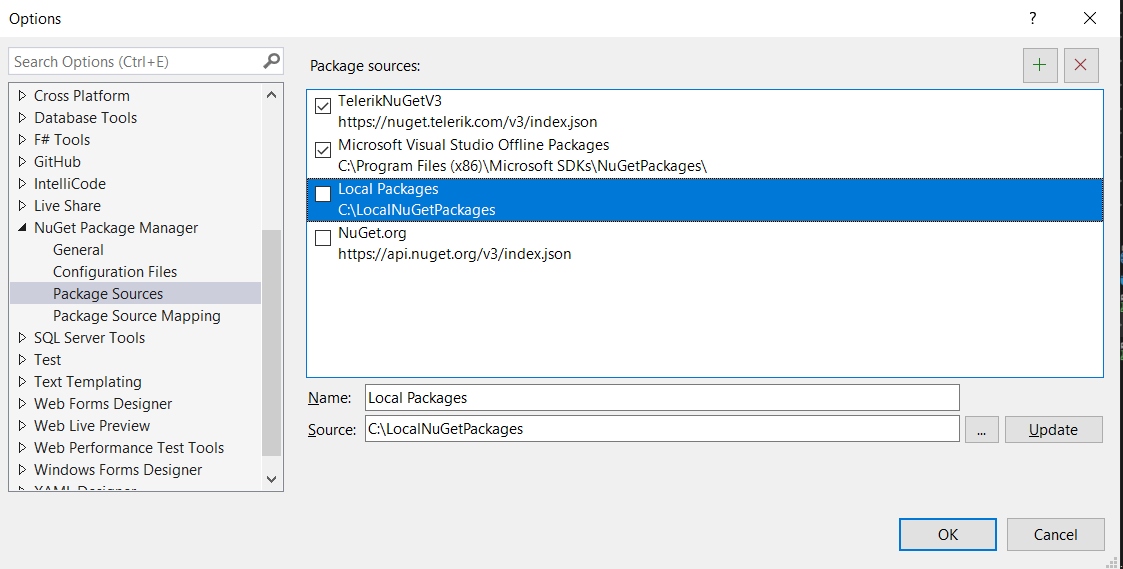 Options
?
Search Options (Ctrl+E)
Cross Platform
Database Tools
F# Tools
GitHub
IntelliCode
Live Share
NuGet Package Manager
General
Configuration Files
Package Sources
Package Source Mapping
SQL Server Tools
Test
Text Templating
Web Forms Designer
Web Live Preview
Web Performance Test Tools
Windows Forms Designer
XAML Designer
Package sources:
TelerikNuGetV3
https://nuget.telerik.com/v3/index.json
Microsoft Visual Studio Offline Packages
C:\Program Files (x86)\Microsoft SDKs\NuGetPackages\
Local Packages
C:\LocalNuGetPackages
NuGet.org
https://api.nuget.org/v3/index.json
Name: Local Packages
Source: C:\LocalNuGetPackages ... Update
OK Cancel